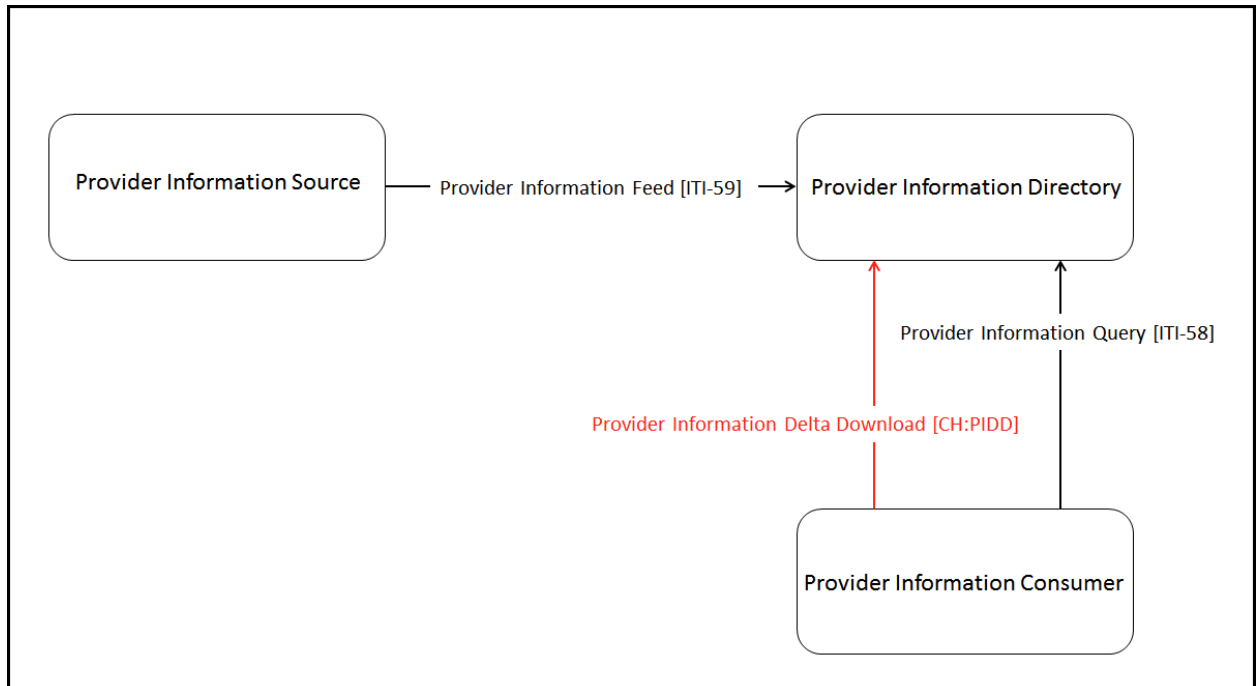 Provider Information Source
Provider Information Feed [ITI-59]
Provider Information Directory
Provider Information Query [ITI-58]
Provider Information Delta Download [CH:PIDD]
Provider Information Consumer